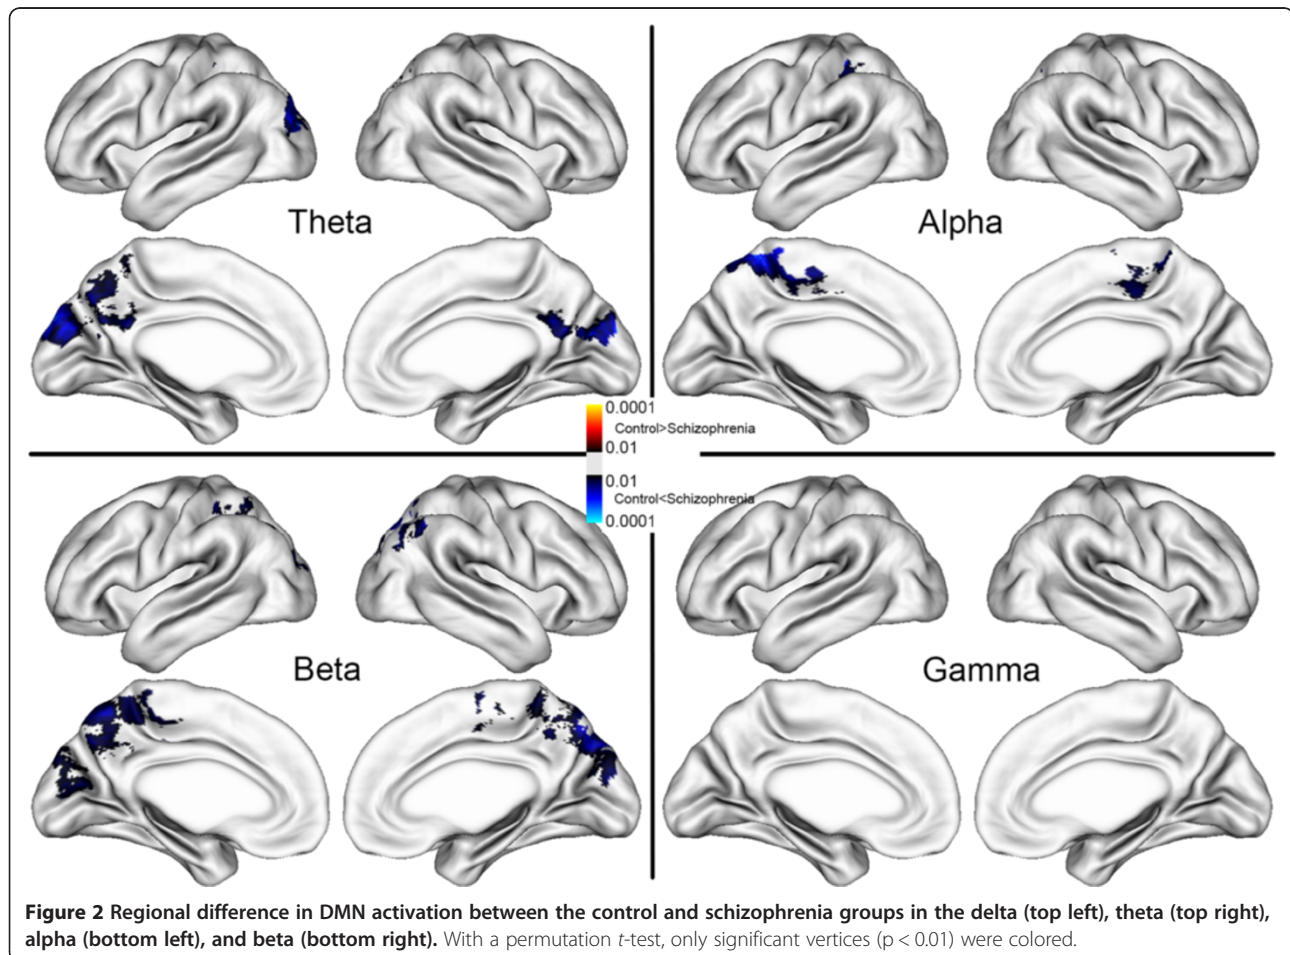 Theta
Alpha
0.0001
Control>Schizophrenia
0.01
0.01
Control<Schizophrenia
0.0001
Beta
Gamma
Figure 2 Regional difference in DMN activation between the control and schizophrenia groups in the delta (top left), theta (top right),
alpha (bottom left), and beta (bottom right). With a permutation t-test, only significant vertices (p < 0.01) were colored.